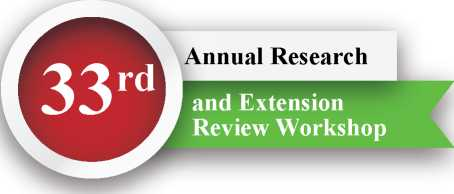 33rd
Annual Research
and Extension
Review Workshop